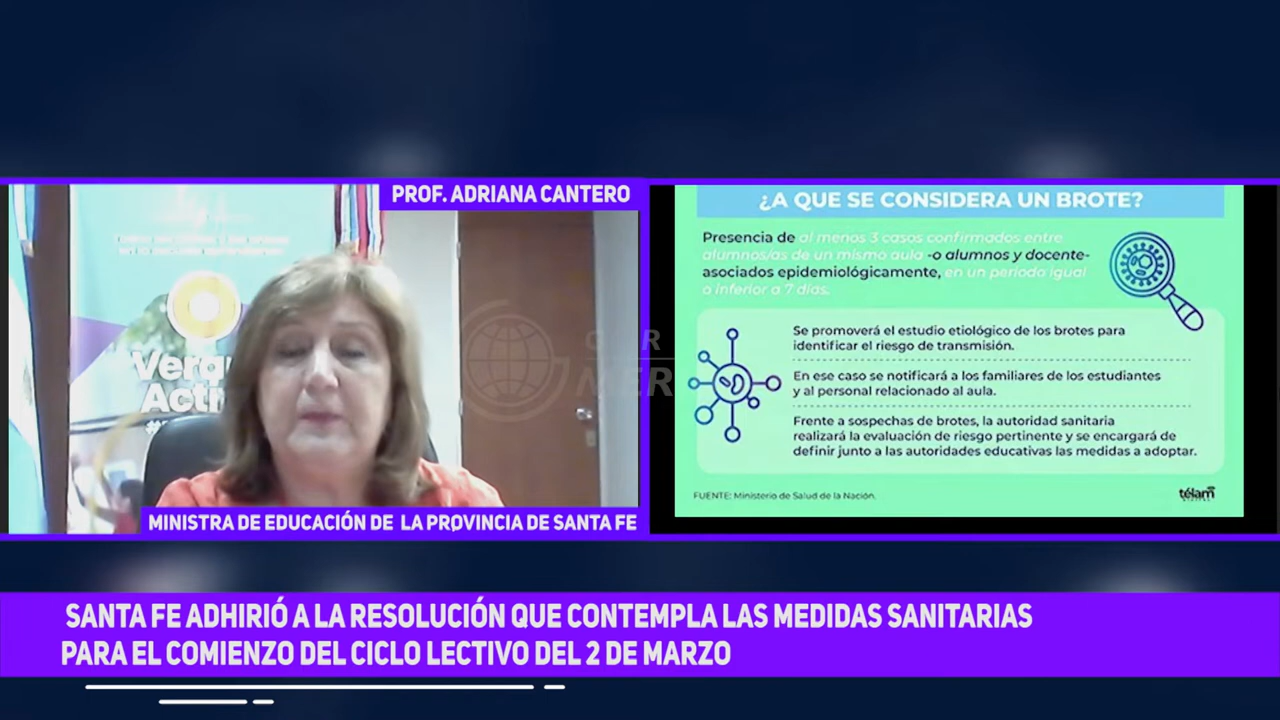 PROF. ADRIANA CANTERO
Vera
Acti
MINISTRA DE EDUCACIÓN DE LA PROVINCIA DE SANTA FE
¿A QUE SE CONSIDERA UN BROTE?
Presencia de al menos 3 casos confirmados entre
alumnos/as de un mismo aula -o alumnos y docente-
asociados epidemiológicamente, en un periodo igual
o inferior a 7 días.
Se promoverá el estudio etiológico de los brotes para
identificar el riesgo de transmisión.
En ese caso se notificará a los familiares de los estudiantes
y al personal relacionado al aula.
Frente a sospechas de brotes, la autoridad sanitaria
realizará la evaluación de riesgo pertinente y se encargará de
definir junto a las autoridades educativas las medidas a adoptar.
FUENTE: Ministerio de Salud de la Nación.
télam
SANTA FE ADHIRIÓ A LA RESOLUCIÓN QUE CONTEMPLA LAS MEDIDAS SANITARIAS
PARA EL COMIENZO DEL CICLO LECTIVO DEL 2 DE MARZO